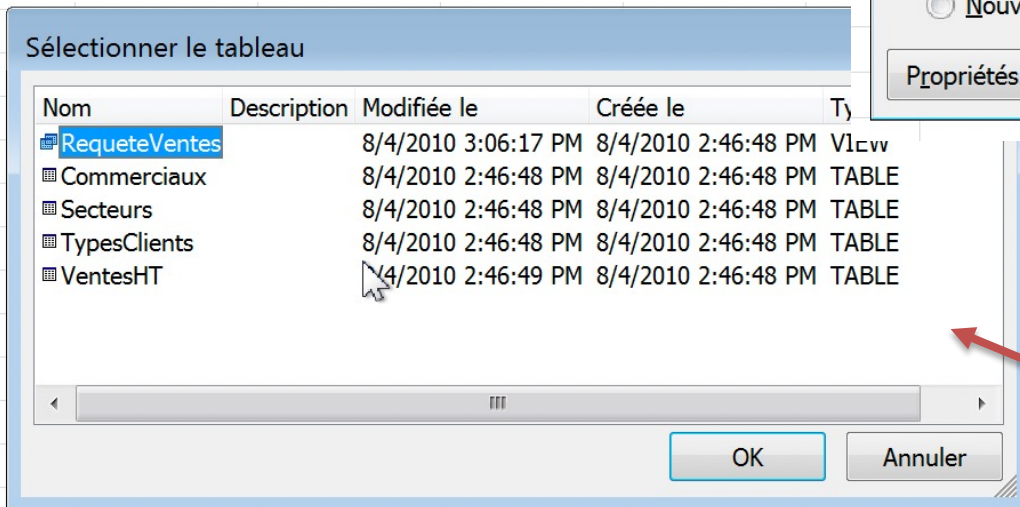 Nouv
Propriétés
Sélectionner le tableau
Nom Description Modifiée le Créée le Ty
RequeteVentes 8/4/2010 3:06:17 PM 8/4/2010 2:46:48 PM VIEW
Commerciaux 8/4/2010 2:46:48 PM 8/4/2010 2:46:48 PM TABLE
Secteurs 8/4/2010 2:46:48 PM 8/4/2010 2:46:48 PM TABLE
TypesClients 8/4/2010 2:46:48 PM 8/4/2010 2:46:48 PM TABLE
VentesHT 8/4/2010 2:46:49 PM 8/4/2010 2:46:48 PM TABLE
OK Annuler